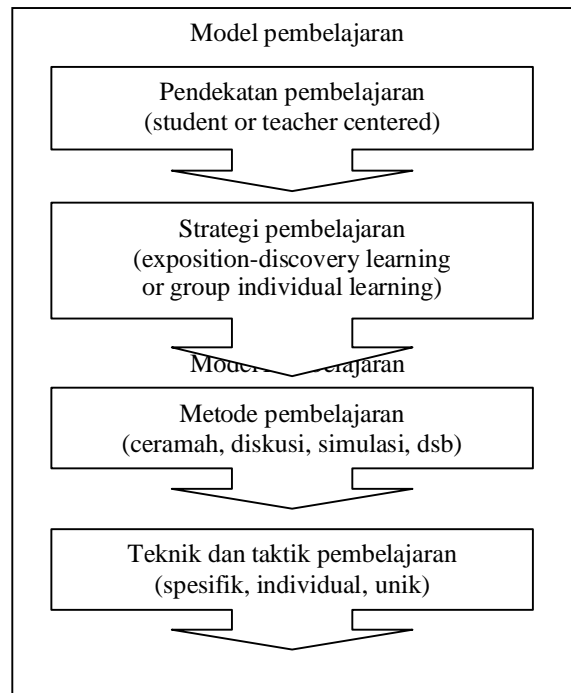 Model pembelajaran
Pendekatan pembelajaran
(student or teacher centered)
Strategi pembelajaran
(exposition-discovery learning
or group individual learning)
Metode pembelajaran
(ceramah, diskusi, simulasi, dsb)
Teknik dan taktik pembelajaran
(spesifik, individual, unik)